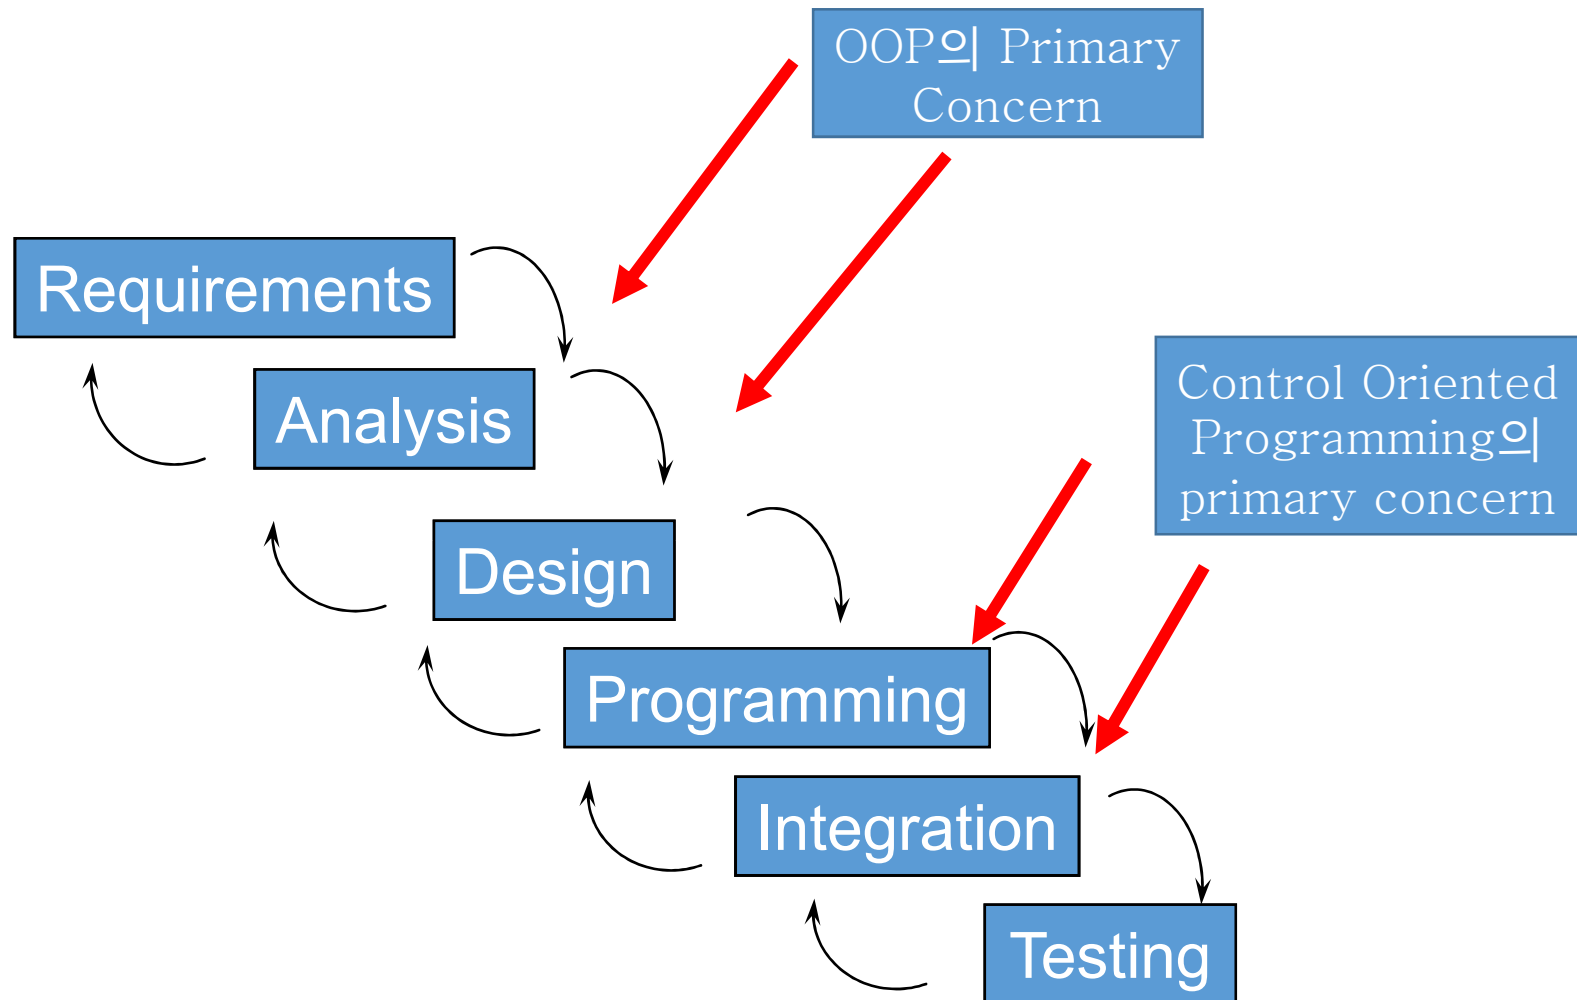 OOP의 Primary
Concern
Requirements
Control Oriented
Programming의
primary concern
Analysis
Design
Programming
Integration
Testing